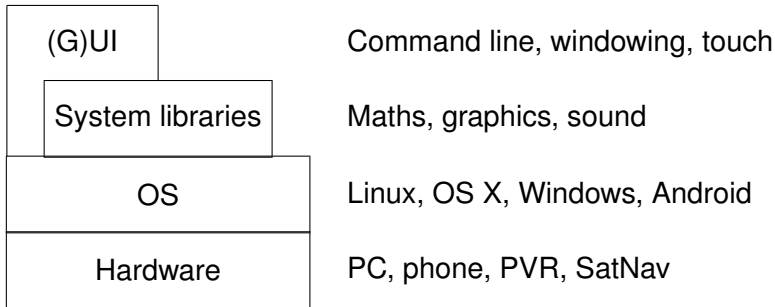 (G)UI Command line, windowing, touch
System libraries Maths, graphics, sound
OS Linux, OS X, Windows, Android
Hardware PC, phone, PVR, SatNav